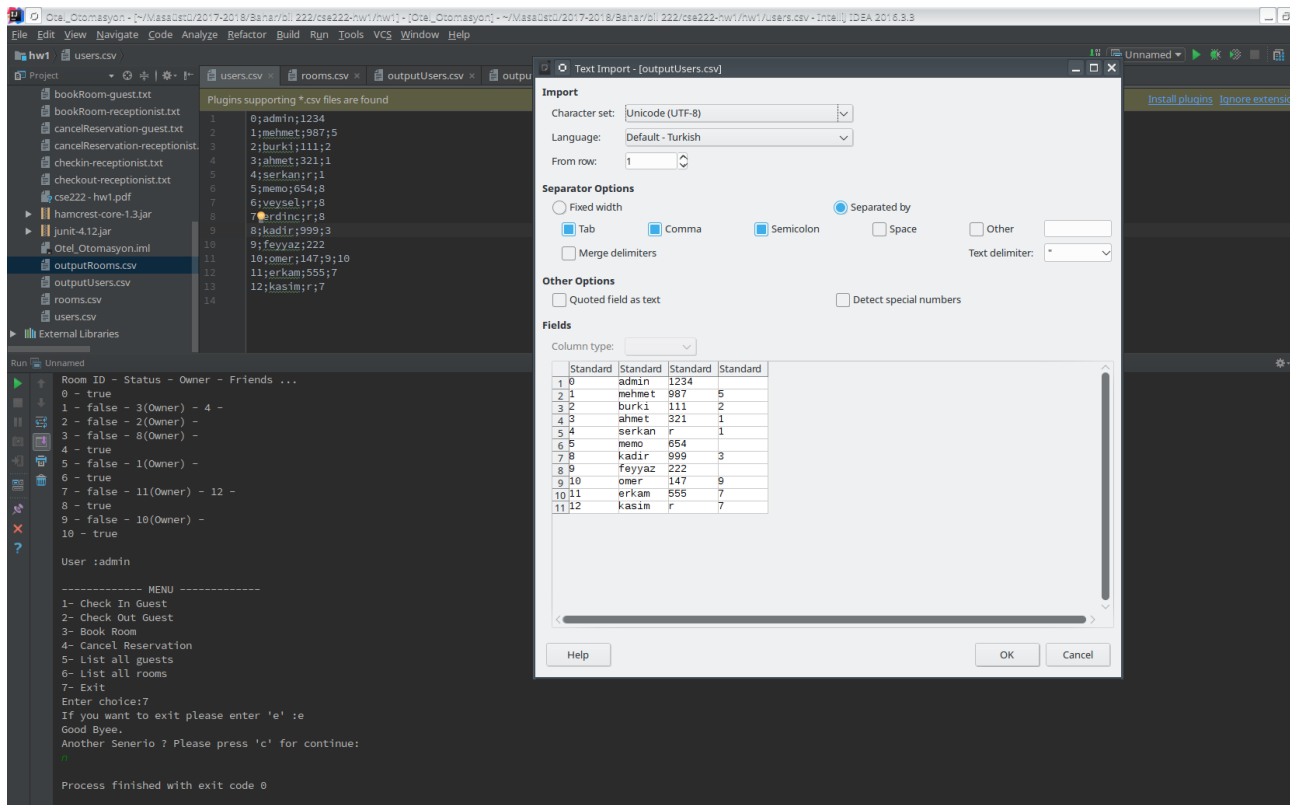 Otel_Otomasyon - [~/Masaüstü/2017-2018/Bahar/bil 222/cse222-hw1/hw1] - [Otel_Otomasyon] - ~/Masaüstü/2017-2018/Bahar/bil 222/cse222-hw1/hw1/users.csv - IntelliJ IDEA 2016.3.3
File Edit View Navigate Code Analyze Refactor Build Run Tools VCS Window Help
hw1 users.csv
Unnamed
Project
users.csv × rooms.csv × outputUsers.csv × outpu
Plugins supporting *.csv files are found
Install plugins Ignore extensio
bookRoom-guest.txt
bookRoom-receptionist.txt
cancelReservation-guest.txt
cancelReservation-receptionist.
checkin-receptionist.txt
checkout-receptionist.txt
cse222 - hw1.pdf
hamcrest-core-1.3.jar
junit-4.12.jar
Otel_Otomasyon.iml
outputRooms.csv
outputUsers.csv
rooms.csv
users.csv
External Libraries
1 0;admin;1234
2 1;mehmet;987;5
3 2;burki;111;2
4 3;ahmet;321;1
5 4;serkan;r;1
6 5;memo;654;8
7 6;veysel;r;8
8 7;erdinc;r;8
9 8;kadir;999;3
10 9;feyyaz;222
11 10;omer;147;9;10
12 11;erkam;555;7
13 12;kasim;r;7
14
Text Import - [outputUsers.csv]
Import
Character set: Unicode (UTF-8)
Language: Default - Turkish
From row: 1
Separator Options
Fixed width Separated by
Tab Comma Semicolon Space Other
Merge delimiters Text delimiter: "
Other Options
Quoted field as text Detect special numbers
Fields
Column type:
Standard Standard Standard Standard
1 0 admin 1234
2 1 mehmet 987 5
3 2 burki 111 2
4 3 ahmet 321 1
5 4 serkan r 1
6 5 memo 654
7 8 kadir 999 3
8 9 feyyaz 222
9 10 omer 147 9
10 11 erkam 555 7
11 12 kasim r 7
Help OK Cancel
Run Unnamed
Room ID - Status - Owner - Friends ...
0 - true
1 - false - 3(Owner) - 4 -
2 - false - 2(Owner) -
3 - false - 8(Owner) -
4 - true
5 - false - 1(Owner) -
6 - true
7 - false - 11(Owner) - 12 -
8 - true
9 - false - 10(Owner) -
10 - true
User :admin
------------- MENU -------------
1- Check In Guest
2- Check Out Guest
3- Book Room
4- Cancel Reservation
5- List all guests
6- List all rooms
7- Exit
Enter choice:7
If you want to exit please enter 'e' :e
Good Byee.
Another Senerio ? Please press 'c' for continue:
n
Process finished with exit code 0